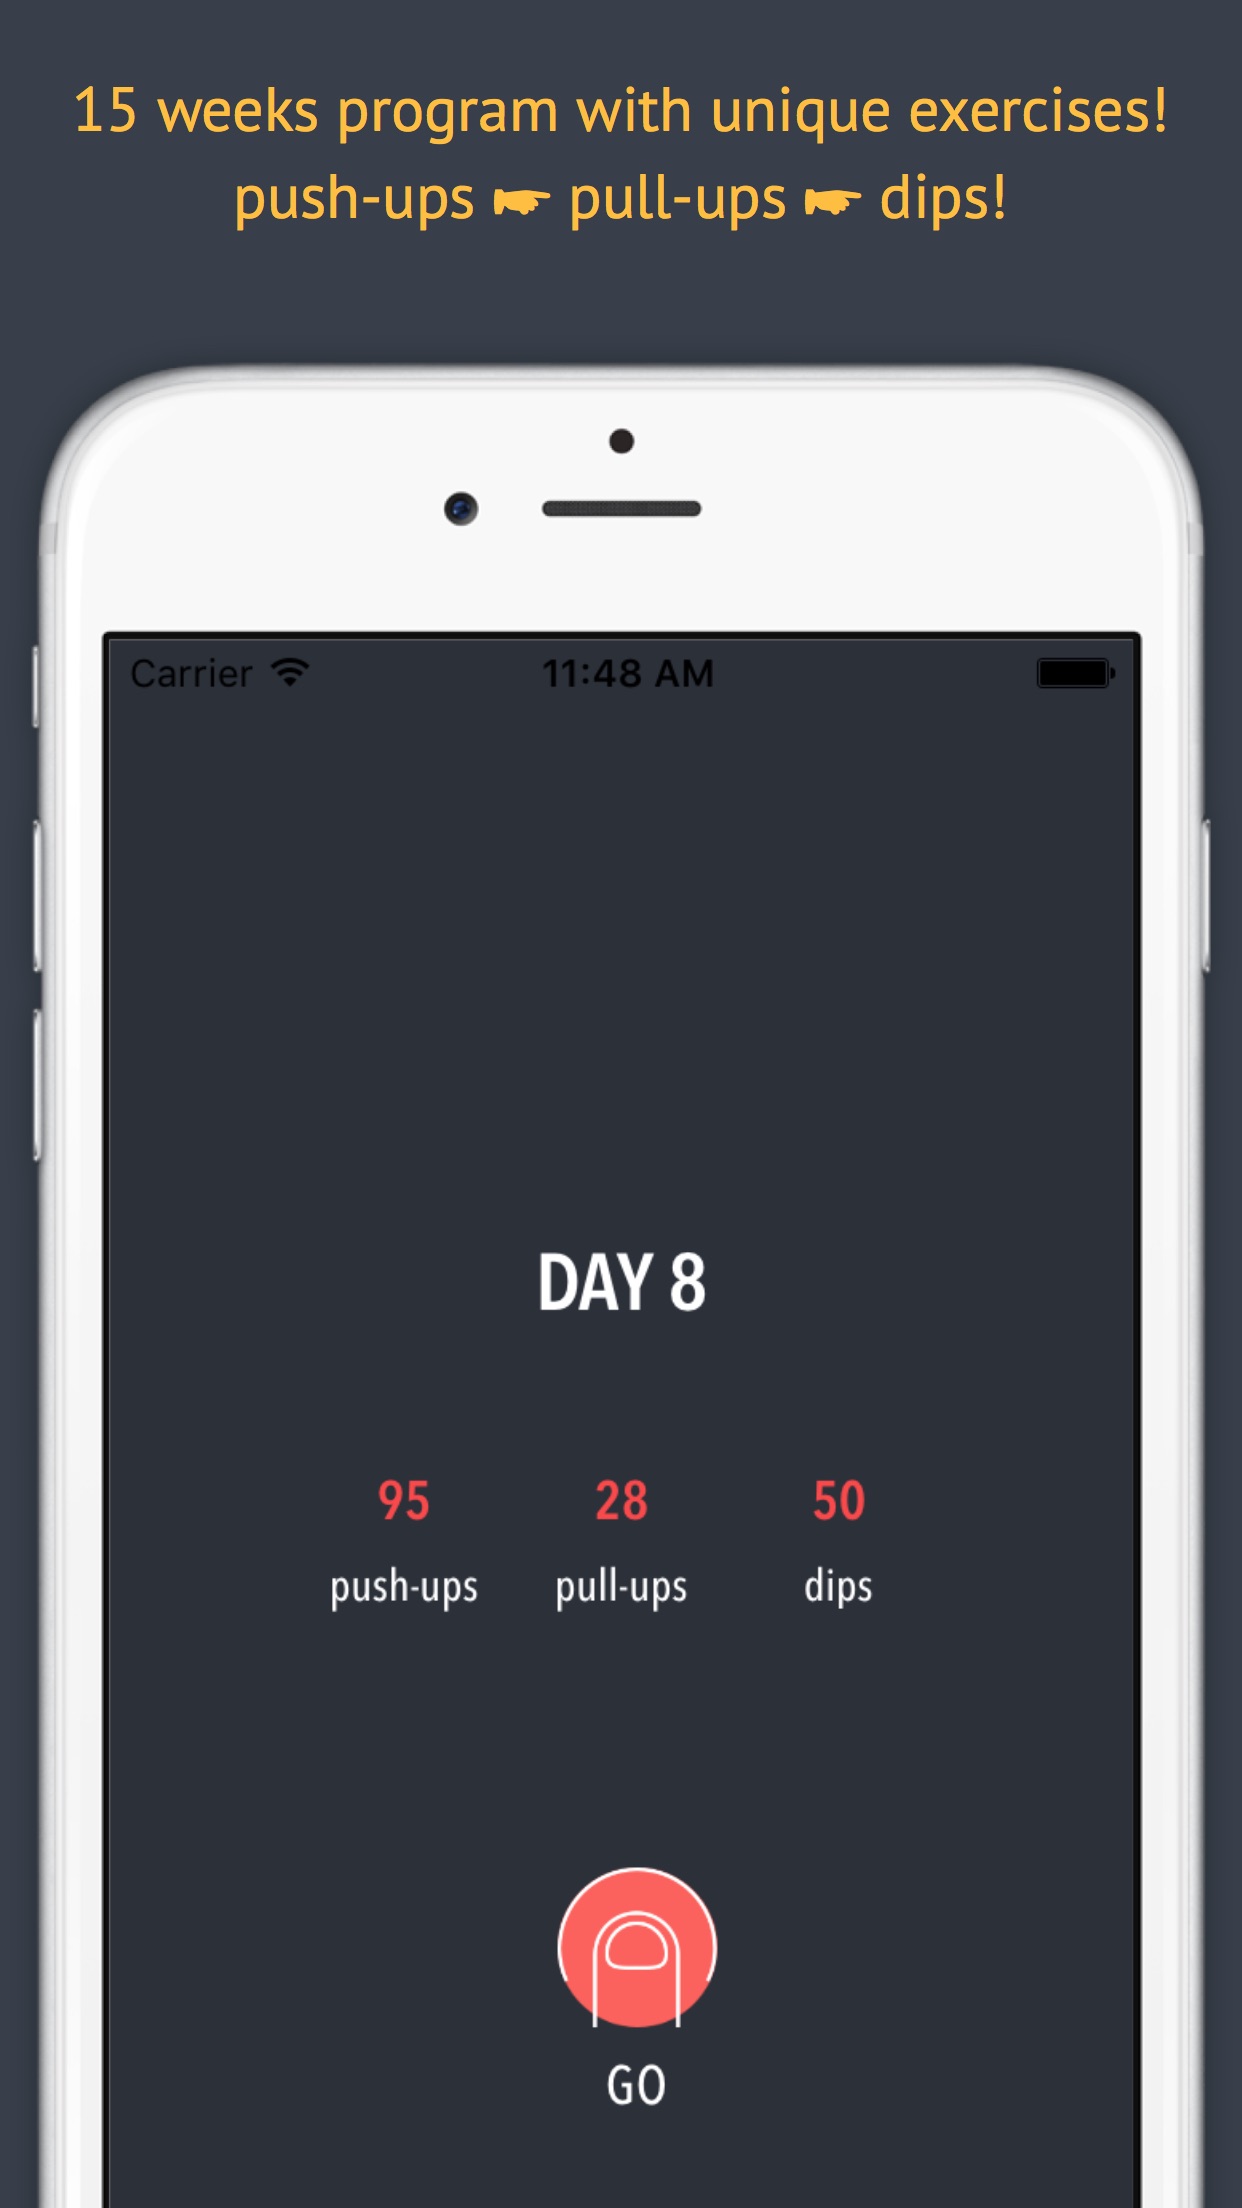 15 weeks program with unique exercises!
push-ups ☛ pull-ups ☛ dips!
Carrier 11:48 AM
DAY 8
95 28 50
push-ups pull-ups dips
GO